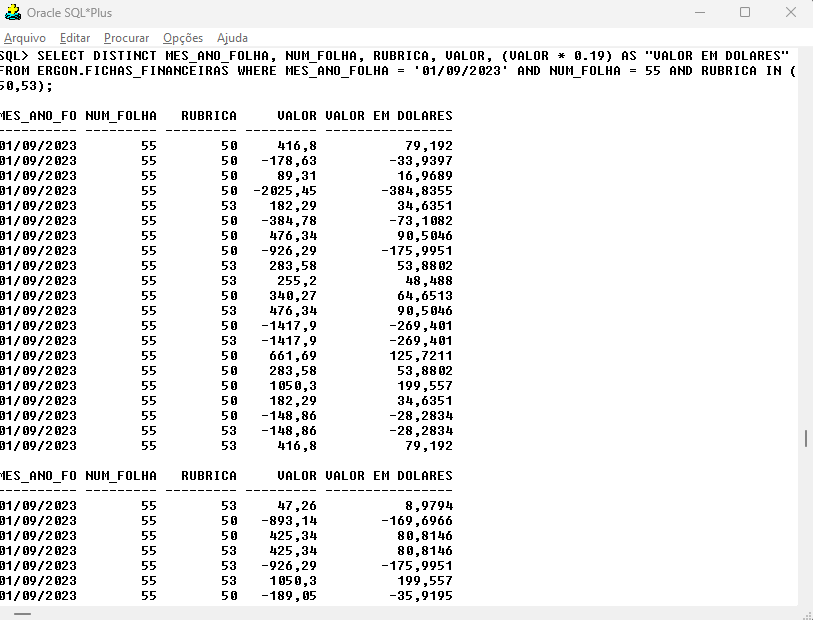 Oracle SQL*Plus
Arquivo Editar Procurar Opções Ajuda
SQL> SELECT DISTINCT MES_ANO_FOLHA, NUM_FOLHA, RUBRICA, VALOR, (VALOR * 0.19) AS "VALOR EM DOLARES"
FROM ERGON.FICHAS_FINANCEIRAS WHERE MES_ANO_FOLHA = '01/09/2023' AND NUM_FOLHA = 55 AND RUBRICA IN (
50,53);
MES_ANO_FO NUM_FOLHA RUBRICA VALOR VALOR EM DOLARES
---------- --------- --------- --------- ----------------
01/09/2023 55 50 416,8 79,192
01/09/2023 55 50 -178,63 -33,9397
01/09/2023 55 50 89,31 16,9689
01/09/2023 55 50 -2025,45 -384,8355
01/09/2023 55 53 182,29 34,6351
01/09/2023 55 50 -384,78 -73,1082
01/09/2023 55 50 476,34 90,5046
01/09/2023 55 50 -926,29 -175,9951
01/09/2023 55 53 283,58 53,8802
01/09/2023 55 53 255,2 48,488
01/09/2023 55 50 340,27 64,6513
01/09/2023 55 53 476,34 90,5046
01/09/2023 55 50 -1417,9 -269,401
01/09/2023 55 53 -1417,9 -269,401
01/09/2023 55 50 661,69 125,7211
01/09/2023 55 50 283,58 53,8802
01/09/2023 55 50 1050,3 199,557
01/09/2023 55 50 182,29 34,6351
01/09/2023 55 50 -148,86 -28,2834
01/09/2023 55 53 -148,86 -28,2834
01/09/2023 55 53 416,8 79,192
MES_ANO_FO NUM_FOLHA RUBRICA VALOR VALOR EM DOLARES
---------- --------- --------- --------- ----------------
01/09/2023 55 53 47,26 8,9794
01/09/2023 55 50 -893,14 -169,6966
01/09/2023 55 50 425,34 80,8146
01/09/2023 55 53 425,34 80,8146
01/09/2023 55 53 -926,29 -175,9951
01/09/2023 55 53 1050,3 199,557
01/09/2023 55 50 -189,05 -35,9195